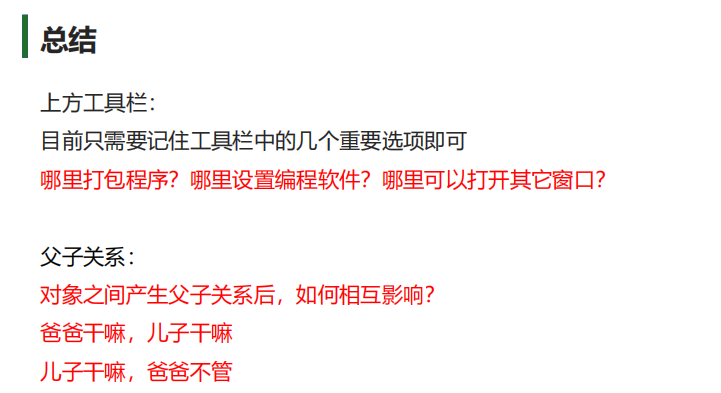 总结
上方工具栏：
目前只需要记住工具栏中的几个重要选项即可
哪里打包程序？哪里设置编程软件？哪里可以打开其它窗口？
父子关系：
对象之间产生父子关系后，如何相互影响？
爸爸干嘛，儿子干嘛
儿子干嘛，爸爸不管